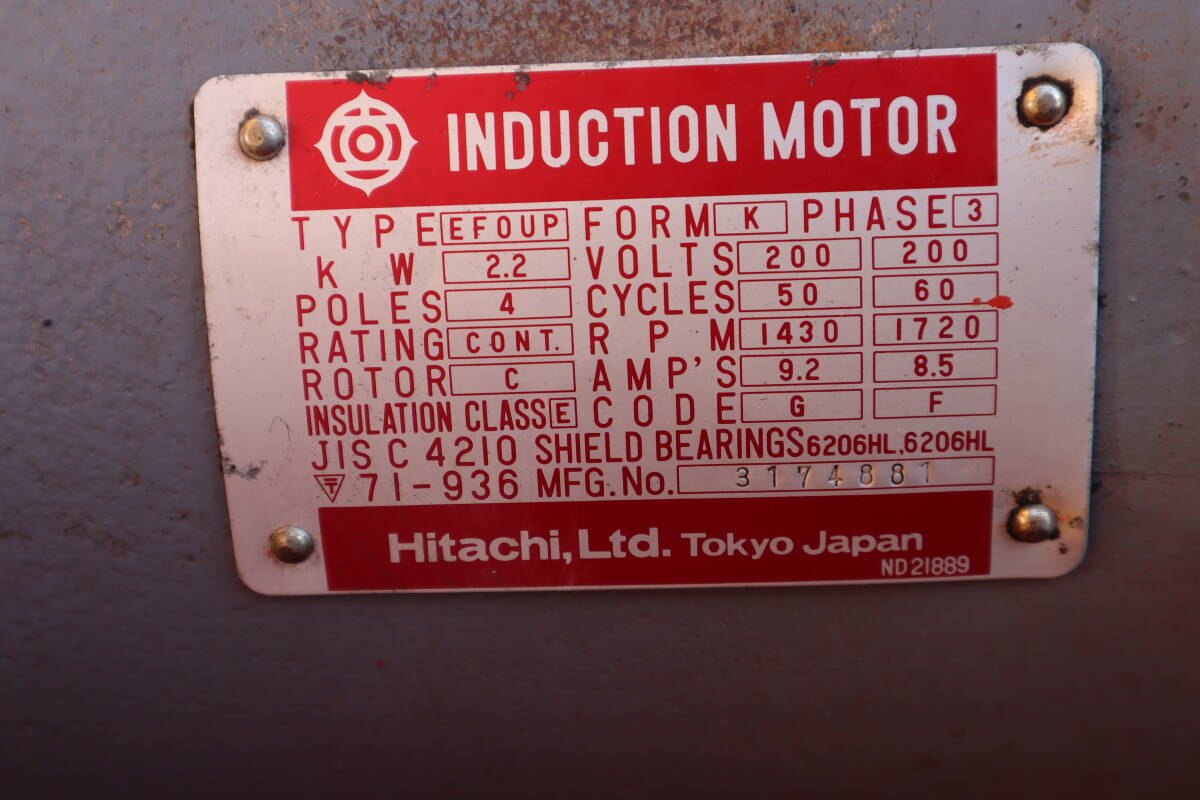 INDUCTION MOTOR
TYPE EFOUP FORM K PHASE 3
KW 2.2 VOLTS 200 200
POLES 4 CYCLES 50 60
RATING CONT. RPM 1430 1720
ROTOR C AMP'S 9.2 8.5
INSULATION CLASS E CODE G F
JIS C 4210 SHIELD BEARINGS 6206HL, 6206HL
〒 71-936 MFG. No. 3174881
Hitachi, Ltd. Tokyo Japan
ND 21889